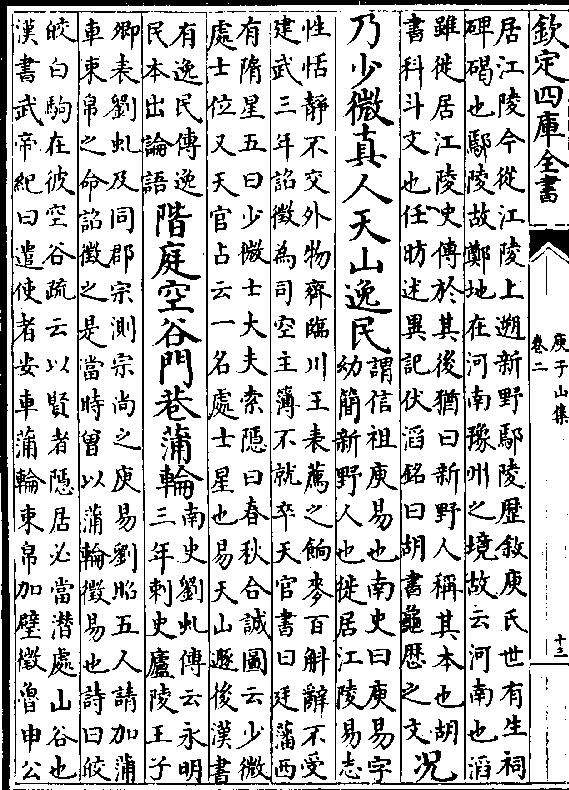 欽定四庫全書
庾子山集
卷二
十三
居江陵今從江陵上遡新野鄢陵歷敘庾氏世有生祠
碑碣也鄢陵故鄭地在河南豫州之境故云河南也滔
雖徙居江陵史傳於其後猶曰新野人稱其本也胡
書科斗文也任昉述異記伏滔銘曰胡書龜歷之文
况
乃少微真人天山逸民
謂信祖庾易也南史曰庾易字
幼簡新野人也徙居江陵易志
性恬靜不交外物齊臨川王表薦之餉麥百斛辭不受
建武三年詔徵為司空主簿不就卒天官書曰廷藩西
有隋星五曰少微士大夫索隱曰春秋合誠圖云少微
處士位又天官占云一名處士星也易天山遯後漢書
有逸民傳逸
民本出論語
階庭空谷門巷蒲輪
南史劉虬傳云永明
三年刺史廬陵王子
卿表劉虬及同郡宗測宗尚之庾易劉昭五人請加蒲
車束帛之命詔徵之是當時曾以蒲輪徵易也詩曰皎
皎白駒在彼空谷疏云以賢者隱居必當潛處山谷也
漢書武帝紀曰遣使者安車蒲輪束帛加璧徵魯申公